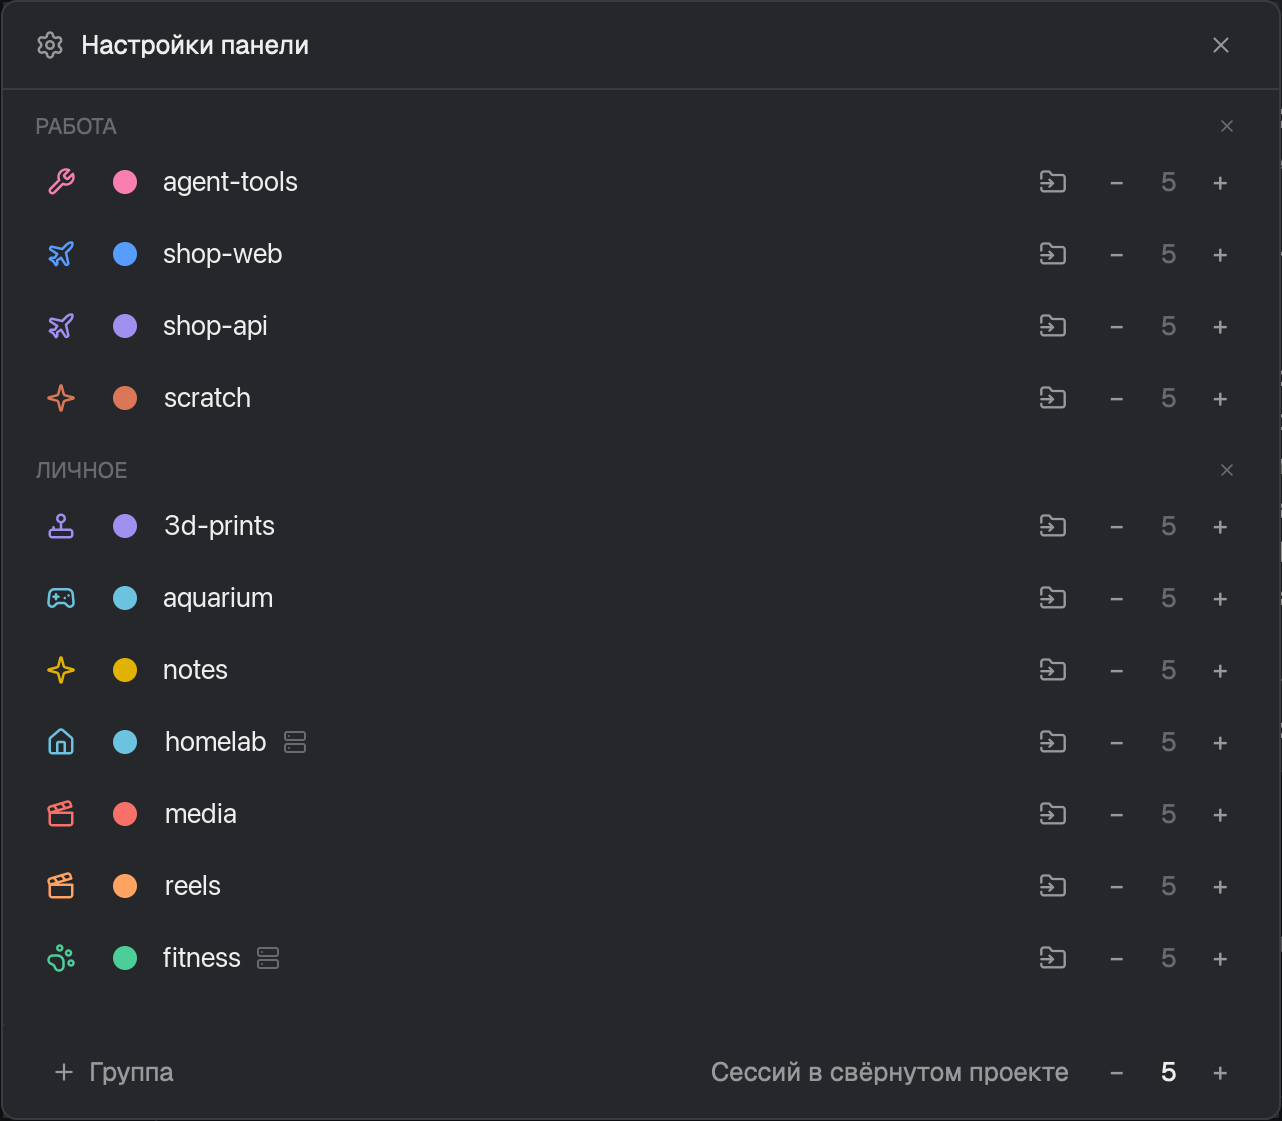 Настройки панели
РАБОТА
agent-tools 5
shop-web 5
shop-api 5
scratch 5
ЛИЧНОЕ
3d-prints 5
aquarium 5
notes 5
homelab 5
media 5
reels 5
fitness 5
Группа Сессий в свёрнутом проекте 5